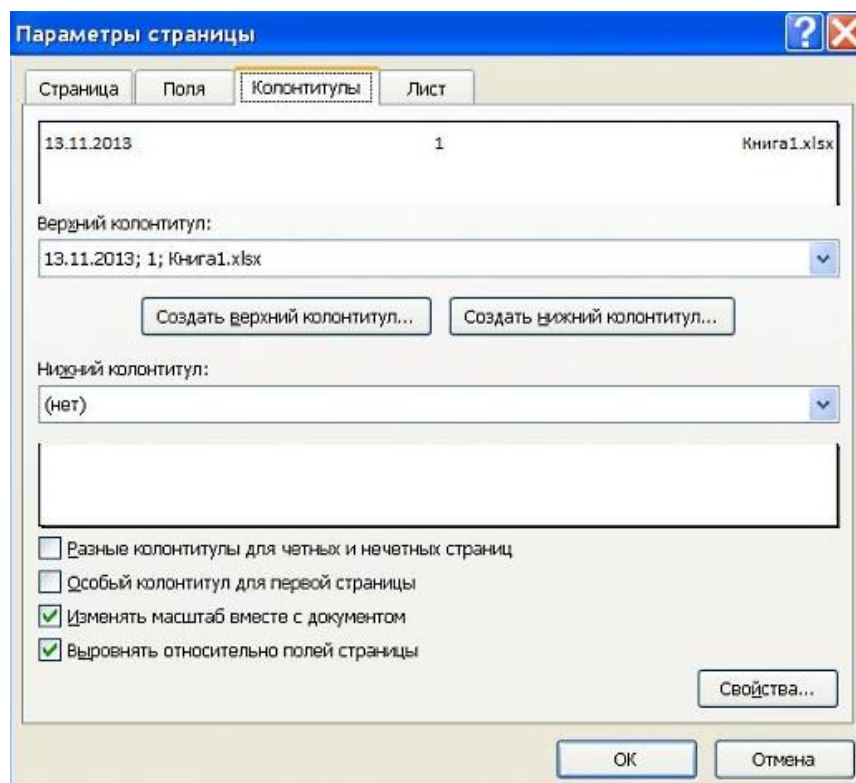 Параметры страницы
Страница Поля Колонтитулы Лист
13.11.2013 1 Книга1.xlsx
Верхний колонтитул:
13.11.2013; 1; Книга1.xlsx
Создать верхний колонтитул... Создать нижний колонтитул...
Нижний колонтитул:
(нет)
Разные колонтитулы для четных и нечетных страниц
Особый колонтитул для первой страницы
Изменять масштаб вместе с документом
Выровнять относительно полей страницы
Свойства...
ОК Отмена